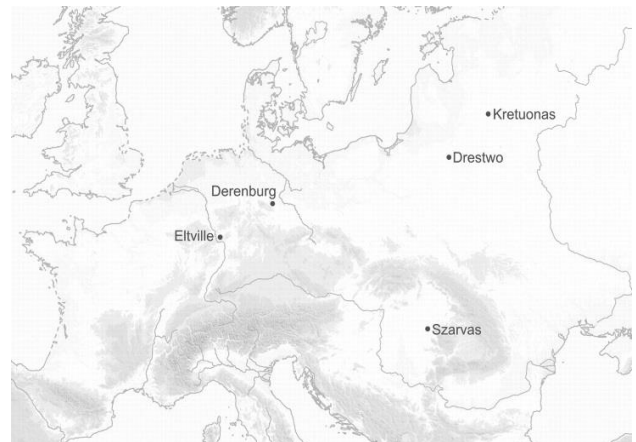 Kretuonas
Drestwo
Derenburg
Eltville
Szarvas